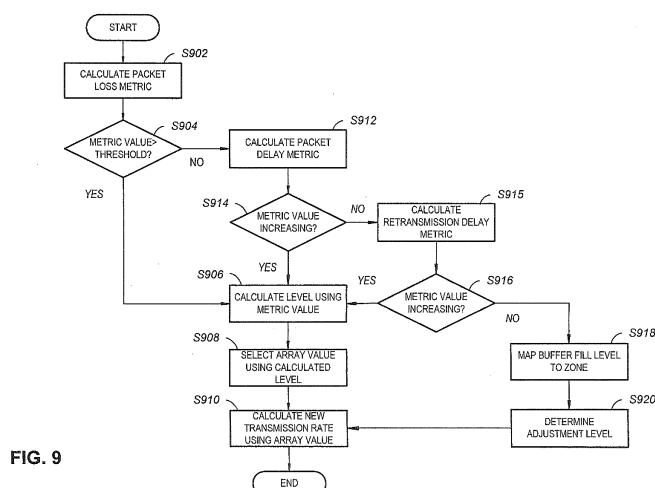 START
S902
CALCULATE PACKET
LOSS METRIC
S904
METRIC VALUE>
THRESHOLD?
NO
YES
S912
CALCULATE PACKET
DELAY METRIC
S914
METRIC VALUE
INCREASING?
NO
YES
S915
CALCULATE
RETRANSMISSION DELAY
METRIC
S916
METRIC VALUE
INCREASING?
YES
NO
S906
CALCULATE LEVEL USING
METRIC VALUE
S908
SELECT ARRAY VALUE
USING CALCULATED
LEVEL
S918
MAP BUFFER FILL LEVEL
TO ZONE
S910
CALCULATE NEW
TRANSMISSION RATE
USING ARRAY VALUE
S920
DETERMINE
ADJUSTMENT LEVEL
FIG. 9
END